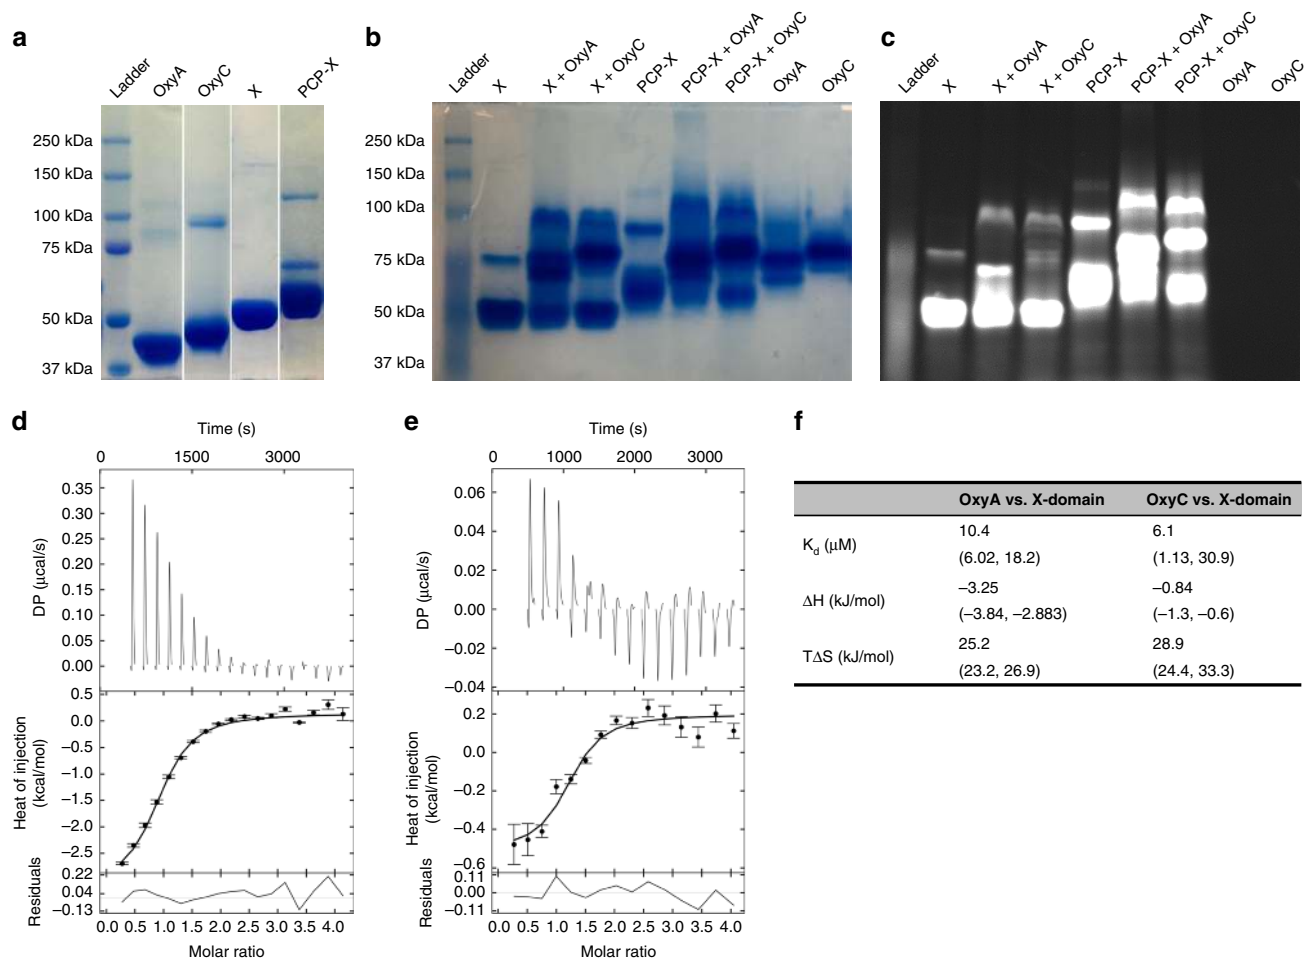 a
Ladder
OxyA
OxyC
X
PCP-X
250 kDa
150 kDa
100 kDa
75 kDa
50 kDa
37 kDa
b
Ladder
X
X + OxyA
X + OxyC
PCP-X
PCP-X + OxyA
PCP-X + OxyC
OxyA
OxyC
250 kDa
150 kDa
100 kDa
75 kDa
50 kDa
37 kDa
c
Ladder
X
X + OxyA
X + OxyC
PCP-X
PCP-X + OxyA
PCP-X + OxyC
OxyA
OxyC
d
Time (s)
0 1500 3000
DP (μcal/s)
0.35
0.30
0.25
0.20
0.15
0.10
0.05
0.00
Heat of injection
(kcal/mol)
0.5
0.0
−0.5
−1.0
−1.5
−2.0
−2.5
Residuals
0.22
0.04
−0.13
0.0 0.5 1.0 1.5 2.0 2.5 3.0 3.5 4.0
Molar ratio
e
Time (s)
0 1000 2000 3000
DP (μcal/s)
0.06
0.04
0.02
0.00
−0.02
−0.04
Heat of injection
(kcal/mol)
0.2
0.0
−0.2
−0.4
−0.6
Residuals
0.11
0.00
−0.11
0.0 0.5 1.0 1.5 2.0 2.5 3.0 3.5 4.0
Molar ratio
f
OxyA vs. X-domain OxyC vs. X-domain
Kd (μM) 10.4 6.1
(6.02, 18.2) (1.13, 30.9)
ΔH (kJ/mol) −3.25 −0.84
(−3.84, −2.883) (−1.3, −0.6)
TΔS (kJ/mol) 25.2 28.9
(23.2, 26.9) (24.4, 33.3)